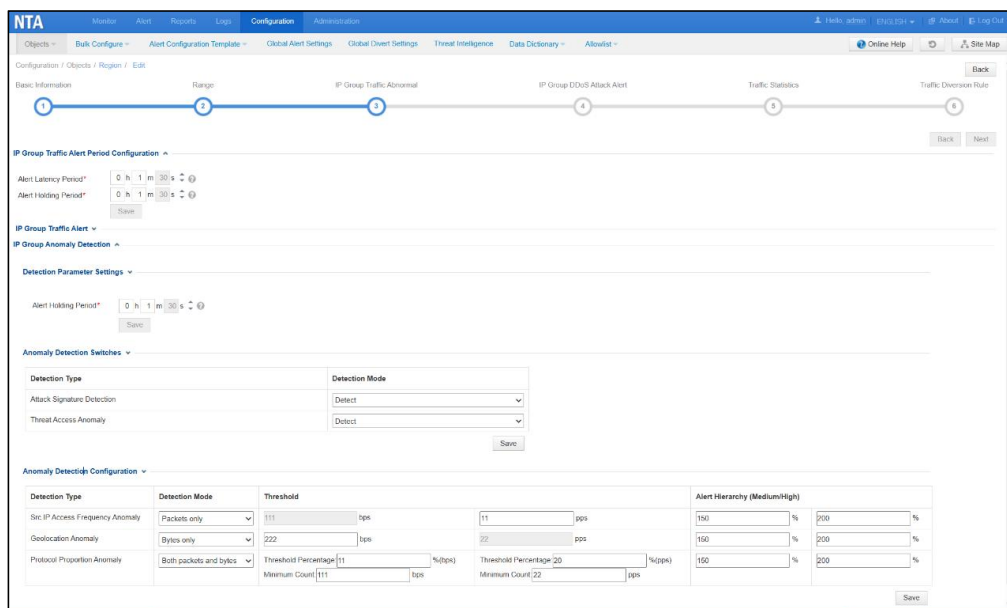 NTA Monitor Alert Reports Logs Configuration Administration Hello, admin ENGLISH About Log Out
Objects Bulk Configure Alert Configuration Template Global Alert Settings Global Divert Settings Threat Intelligence Data Dictionary Allowlist Online Help Site Map
Configuration / Objects / Region / Edit
Back
Basic Information Range IP Group Traffic Abnormal IP Group DDoS Attack Alert Traffic Statistics Traffic Diversion Rule
1 2 3 4 5 6
Back Next
IP Group Traffic Alert Period Configuration
Alert Latency Period* 0 h 1 m 30 s
Alert Holding Period* 0 h 1 m 30 s
Save
IP Group Traffic Alert
IP Group Anomaly Detection
Detection Parameter Settings
Alert Holding Period* 0 h 1 m 30 s
Save
Anomaly Detection Switches
Detection Type Detection Mode
Attack Signature Detection Detect
Threat Access Anomaly Detect
Save
Anomaly Detection Configuration
Detection Type Detection Mode Threshold Alert Hierarchy (Medium/High)
Src IP Access Frequency Anomaly Packets only 111 bps 11 pps 150 % 200 %
Geolocation Anomaly Bytes only 222 bps 22 pps 150 % 200 %
Protocol Proportion Anomaly Both packets and bytes Threshold Percentage 11 %(bps) Threshold Percentage 20 %(pps) 150 % 200 %
Minimum Count 111 bps Minimum Count 22 pps
Save